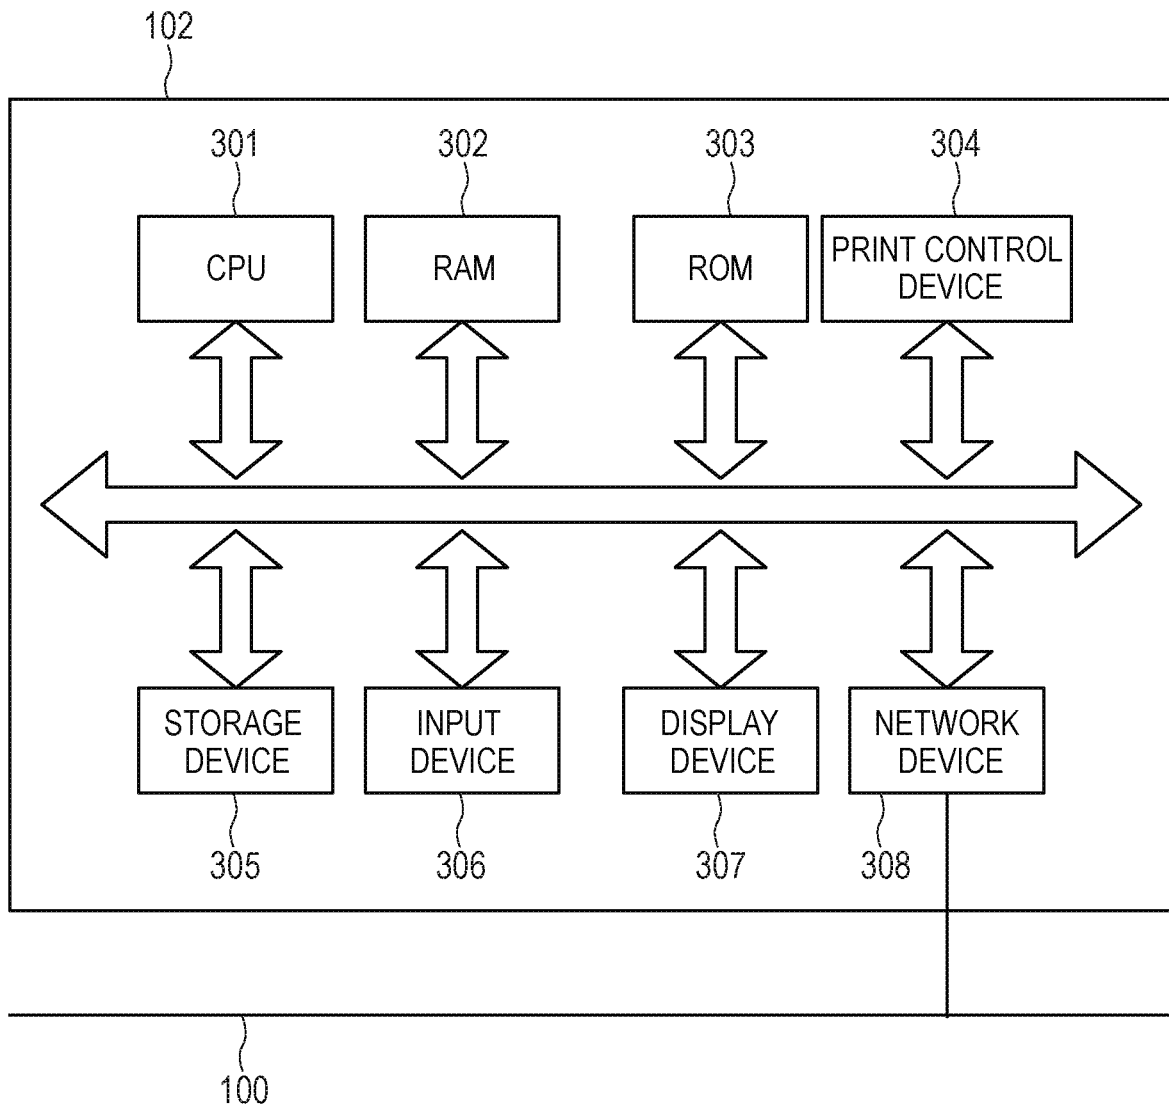 102
301
302
303
304
CPU
RAM
ROM
PRINT CONTROL
DEVICE
STORAGE
DEVICE
INPUT
DEVICE
DISPLAY
DEVICE
NETWORK
DEVICE
305
306
307
308
100